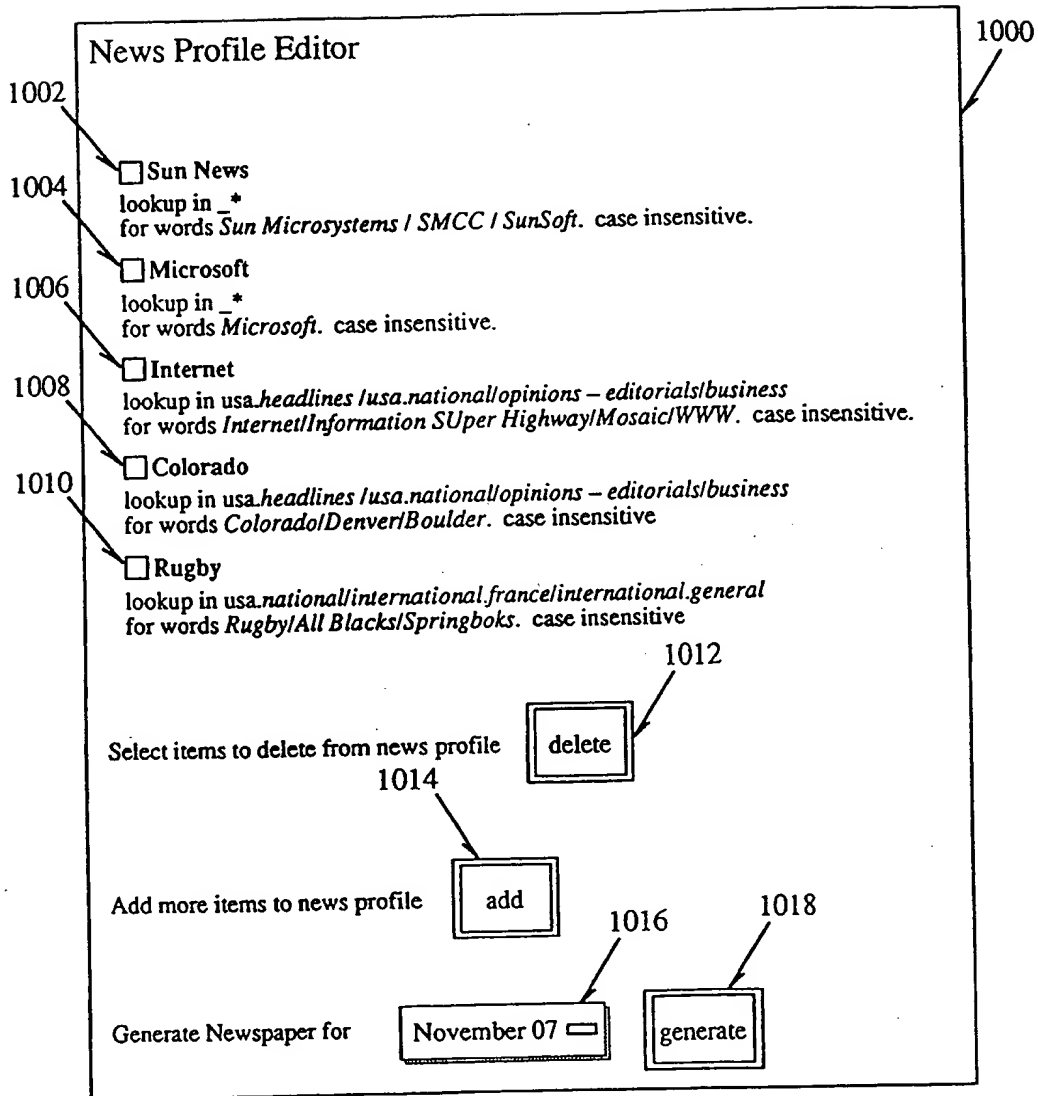 1000
News Profile Editor
1002
Sun News
1004
lookup in _*
for words Sun Microsystems / SMCC / SunSoft. case insensitive.
Microsoft
1006
lookup in _*
for words Microsoft. case insensitive.
Internet
1008
lookup in usa.headlines /usa.national/opinions – editorials/business
for words Internet/Information SUper Highway/Mosaic/WWW. case insensitive.
Colorado
1010
lookup in usa.headlines /usa.national/opinions – editorials/business
for words Colorado/Denver/Boulder. case insensitive
Rugby
lookup in usa.national/international.france/international.general
for words Rugby/All Blacks/Springboks. case insensitive
1012
Select items to delete from news profile delete
1014
Add more items to news profile add
1016 1018
Generate Newspaper for November 07 generate